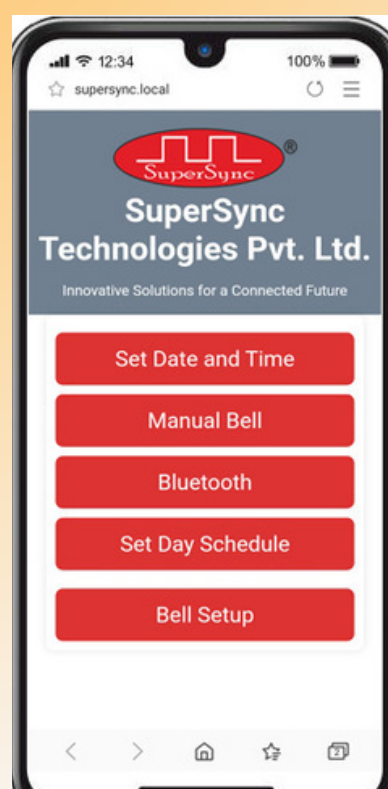 12:34
100%
supersync.local
SuperSync
®
SuperSync
Technologies Pvt. Ltd.
Innovative Solutions for a Connected Future
Set Date and Time
Manual Bell
Bluetooth
Set Day Schedule
Bell Setup
2